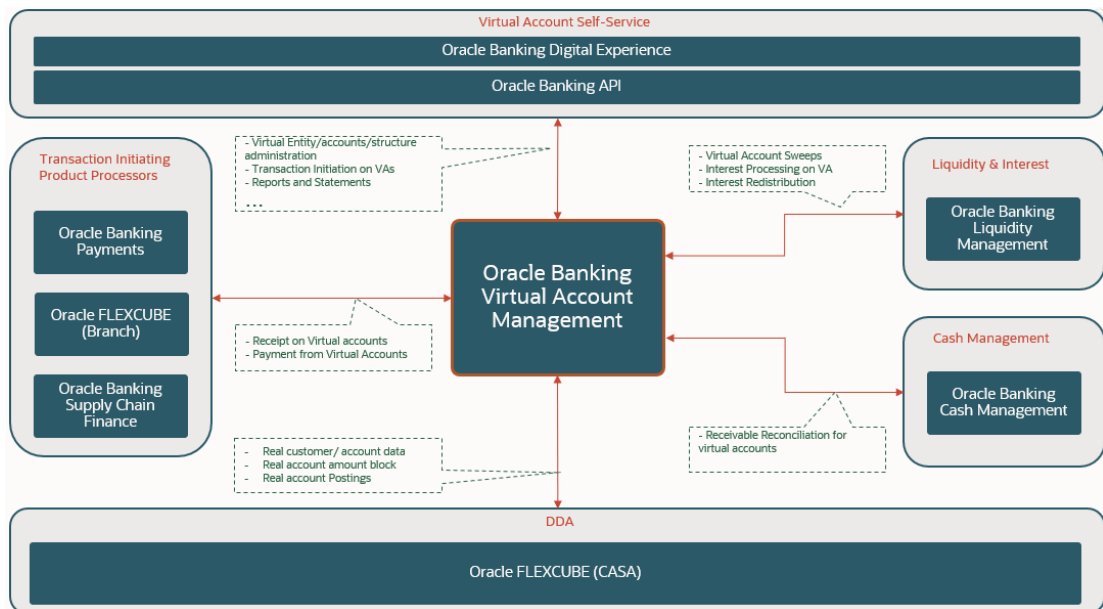 Virtual Account Self-Service
Oracle Banking Digital Experience
Oracle Banking API
- Virtual Entity/accounts/structure
administration
- Transaction Initiation on VAs
- Reports and Statements
...
- Virtual Account Sweeps
- Interest Processing on VA
- Interest Redistribution
Transaction Initiating
Product Processors
Oracle Banking
Payments
Oracle FLEXCUBE
(Branch)
Oracle Banking
Supply Chain
Finance
Liquidity & Interest
Oracle Banking
Liquidity
Management
Oracle Banking
Virtual Account
Management
- Receipt on Virtual accounts
- Payment from Virtual Accounts
Cash Management
Oracle Banking
Cash Management
- Receivable Reconciliation for
virtual accounts
- Real customer/ account data
- Real account amount block
- Real account Postings
DDA
Oracle FLEXCUBE (CASA)